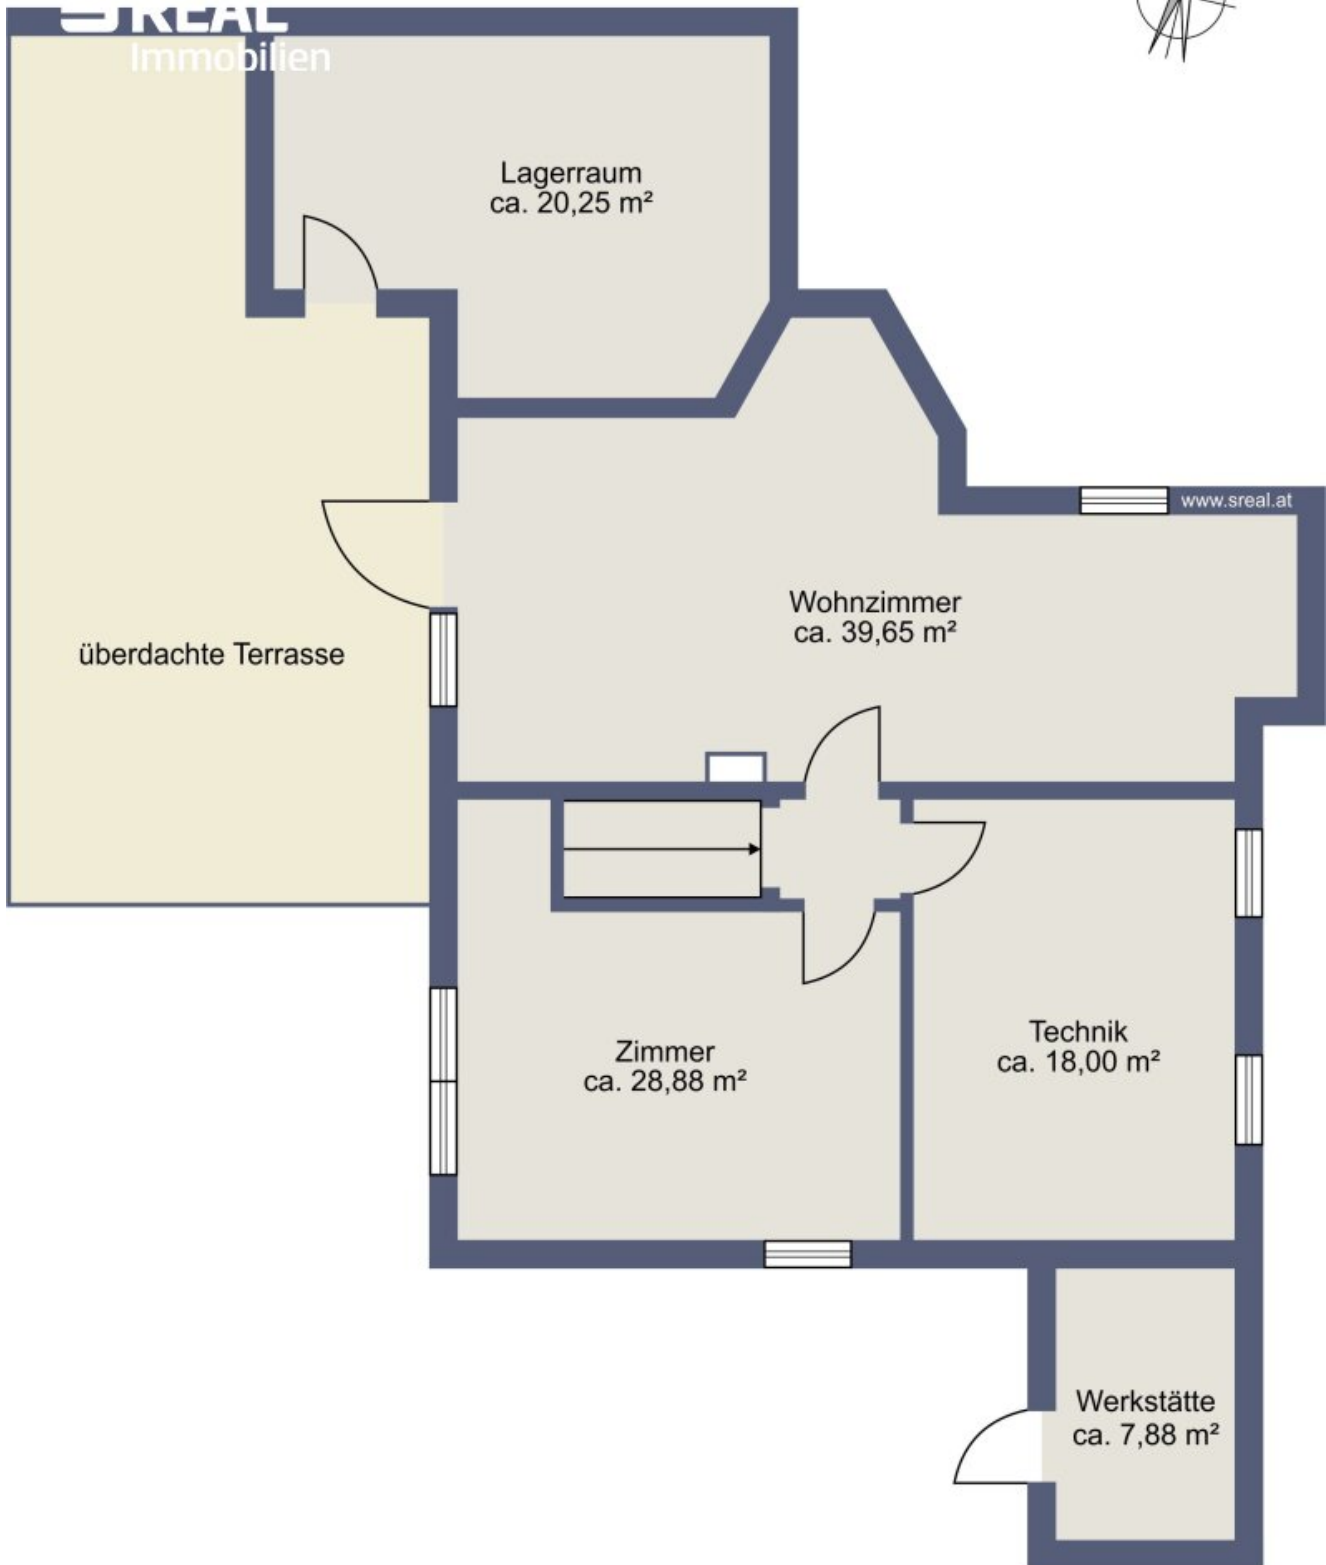 SREAL
Immobilien
Lagerraum
ca. 20,25 m²
www.sreal.at
Wohnzimmer
ca. 39,65 m²
überdachte Terrasse
Zimmer
ca. 28,88 m²
Technik
ca. 18,00 m²
Werkstätte
ca. 7,88 m²